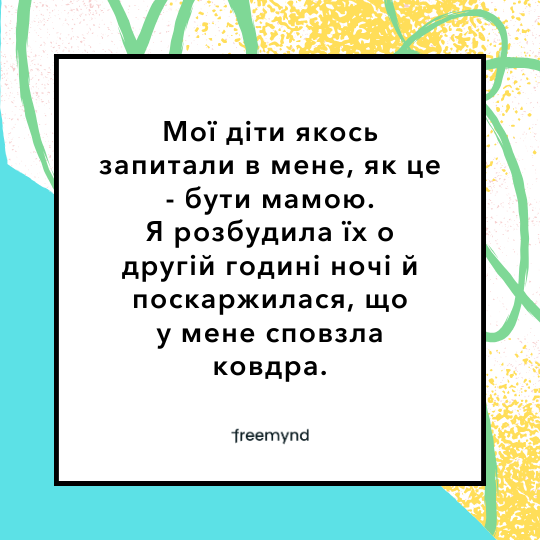 Мої діти якось
запитали в мене, як це
- бути мамою.
Я розбудила їх о
другій годині ночі й
поскаржилася, що
у мене сповзла
ковдра.
freemynd